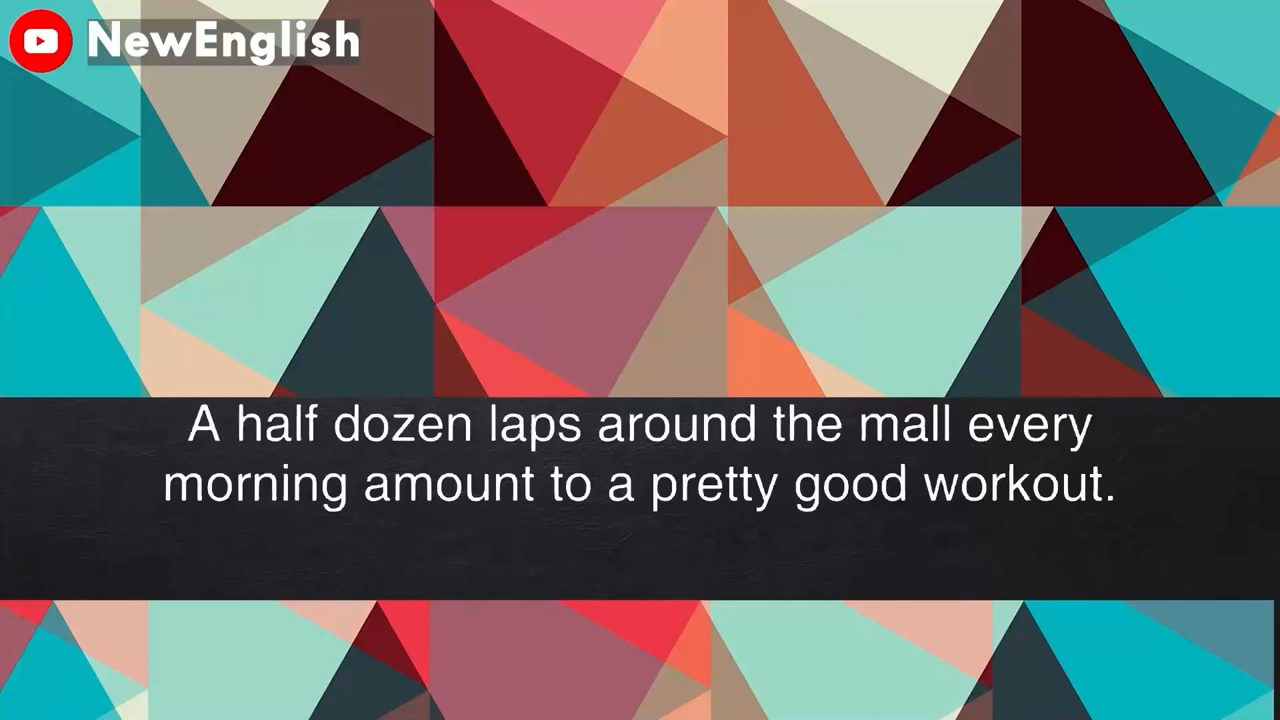 NewEnglish
A half dozen laps around the mall every
morning amount to a pretty good workout.